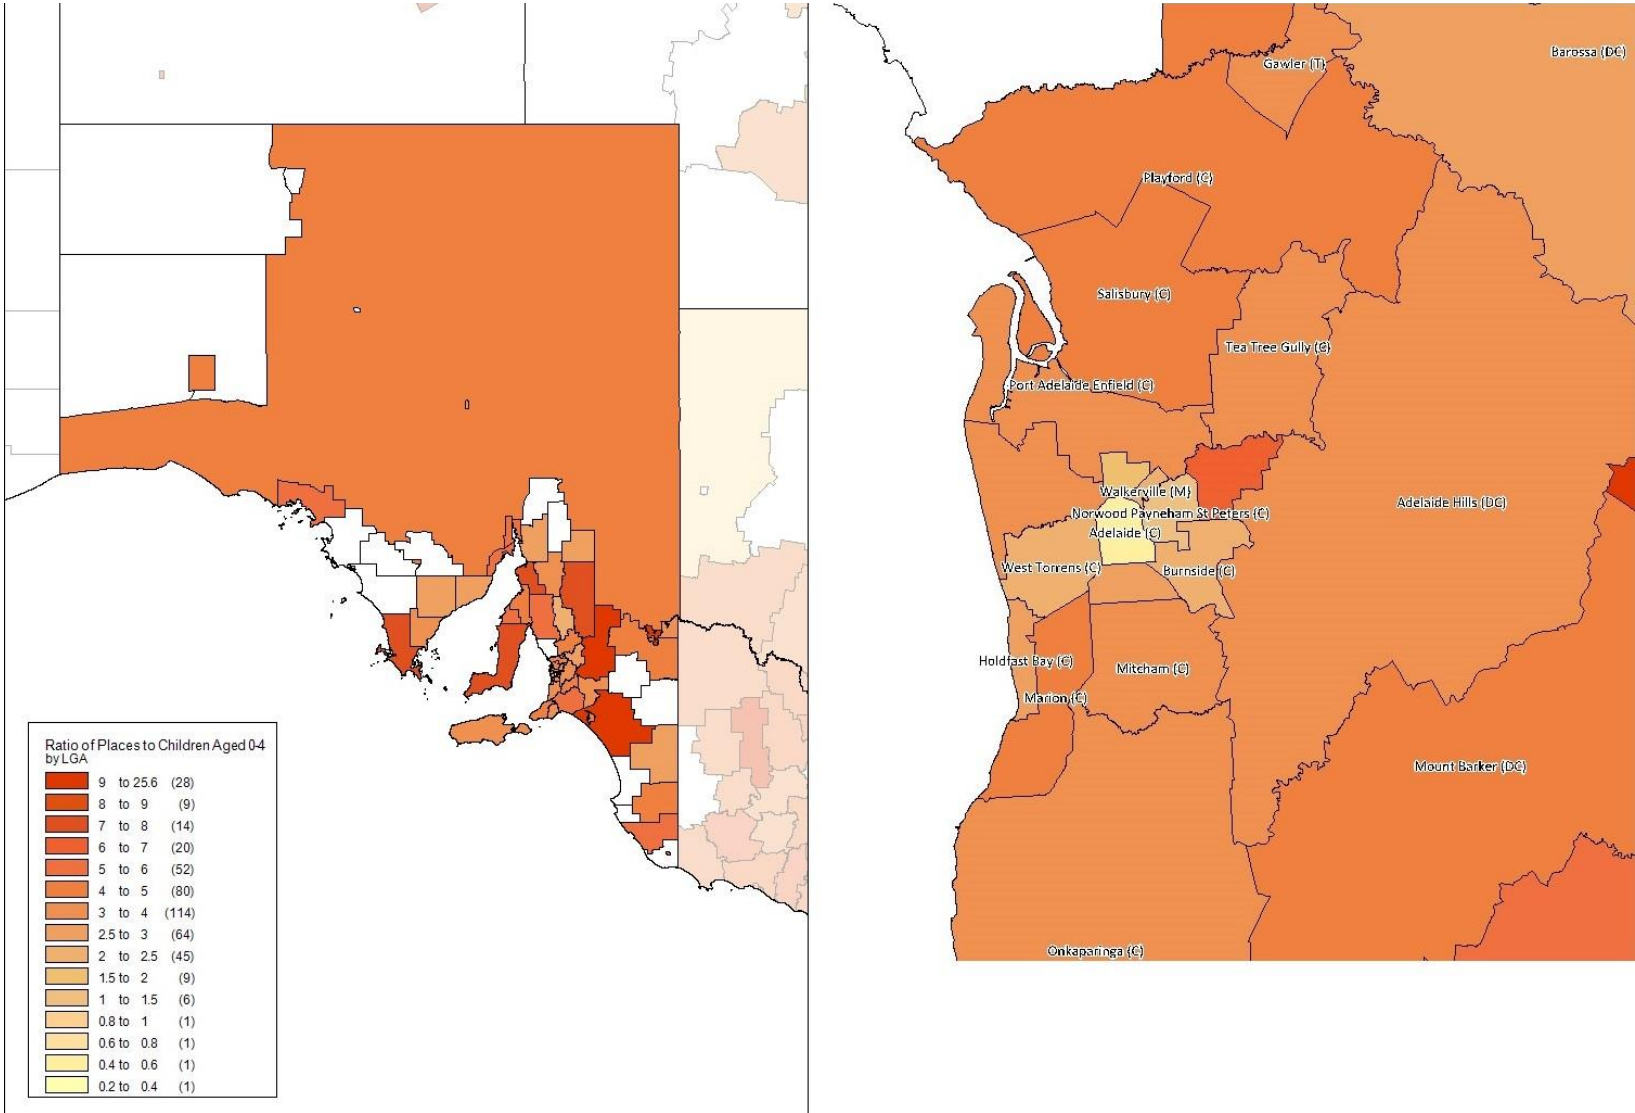 Ratio of Places to Children Aged 0-4
by LGA
9 to 25.6 (28)
8 to 9 (9)
7 to 8 (14)
6 to 7 (20)
5 to 6 (52)
4 to 5 (80)
3 to 4 (114)
2.5 to 3 (64)
2 to 2.5 (45)
1.5 to 2 (9)
1 to 1.5 (6)
0.8 to 1 (1)
0.6 to 0.8 (1)
0.4 to 0.6 (1)
0.2 to 0.4 (1)
Barossa (DC)
Gawler (T)
Playford (C)
Salisbury (C)
Tea Tree Gully (C)
Port Adelaide Enfield (C)
Walkerville (M)
Adelaide Hills (DC)
Norwood Payneham St Peters (C)
Adelaide (C)
West Torrens (C)
Burnside (C)
Holdfast Bay (C)
Mitcham (C)
Marion (C)
Mount Barker (DC)
Onkaparinga (C)